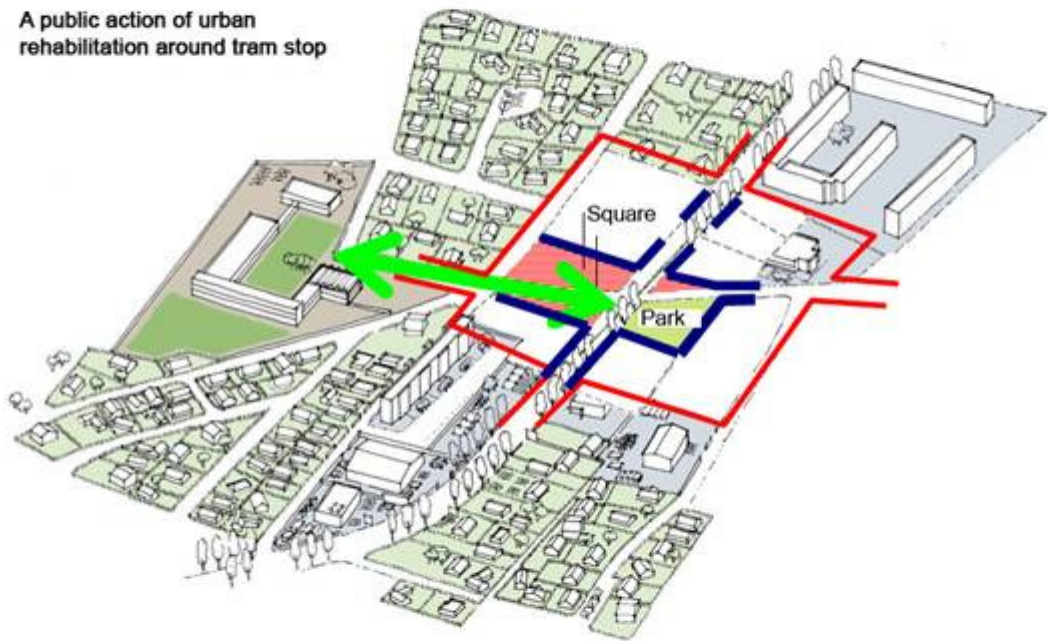 A public action of urban
rehabilitation around tram stop
Square
Park